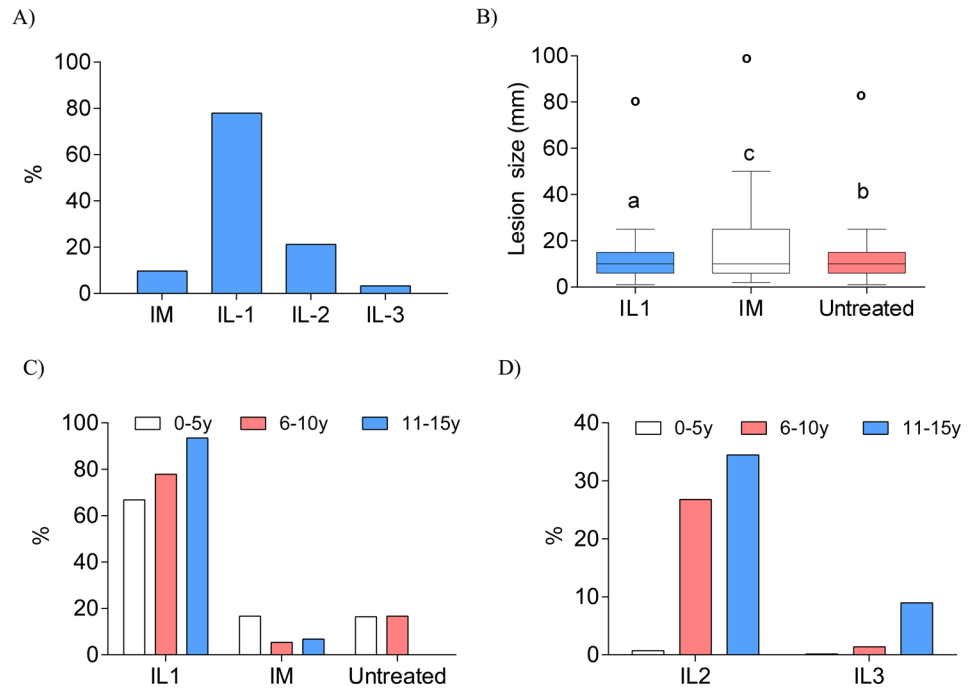 A)
100
80
60
40
20
0
%
IM IL-1 IL-2 IL-3
B)
100
80
60
40
20
0
Lesion size (mm)
a
c
b
IL1 IM Untreated
C)
0-5y 6-10y 11-15y
100
80
60
40
20
0
%
IL1 IM Untreated
D)
0-5y 6-10y 11-15y
40
30
20
10
0
%
IL2 IL3